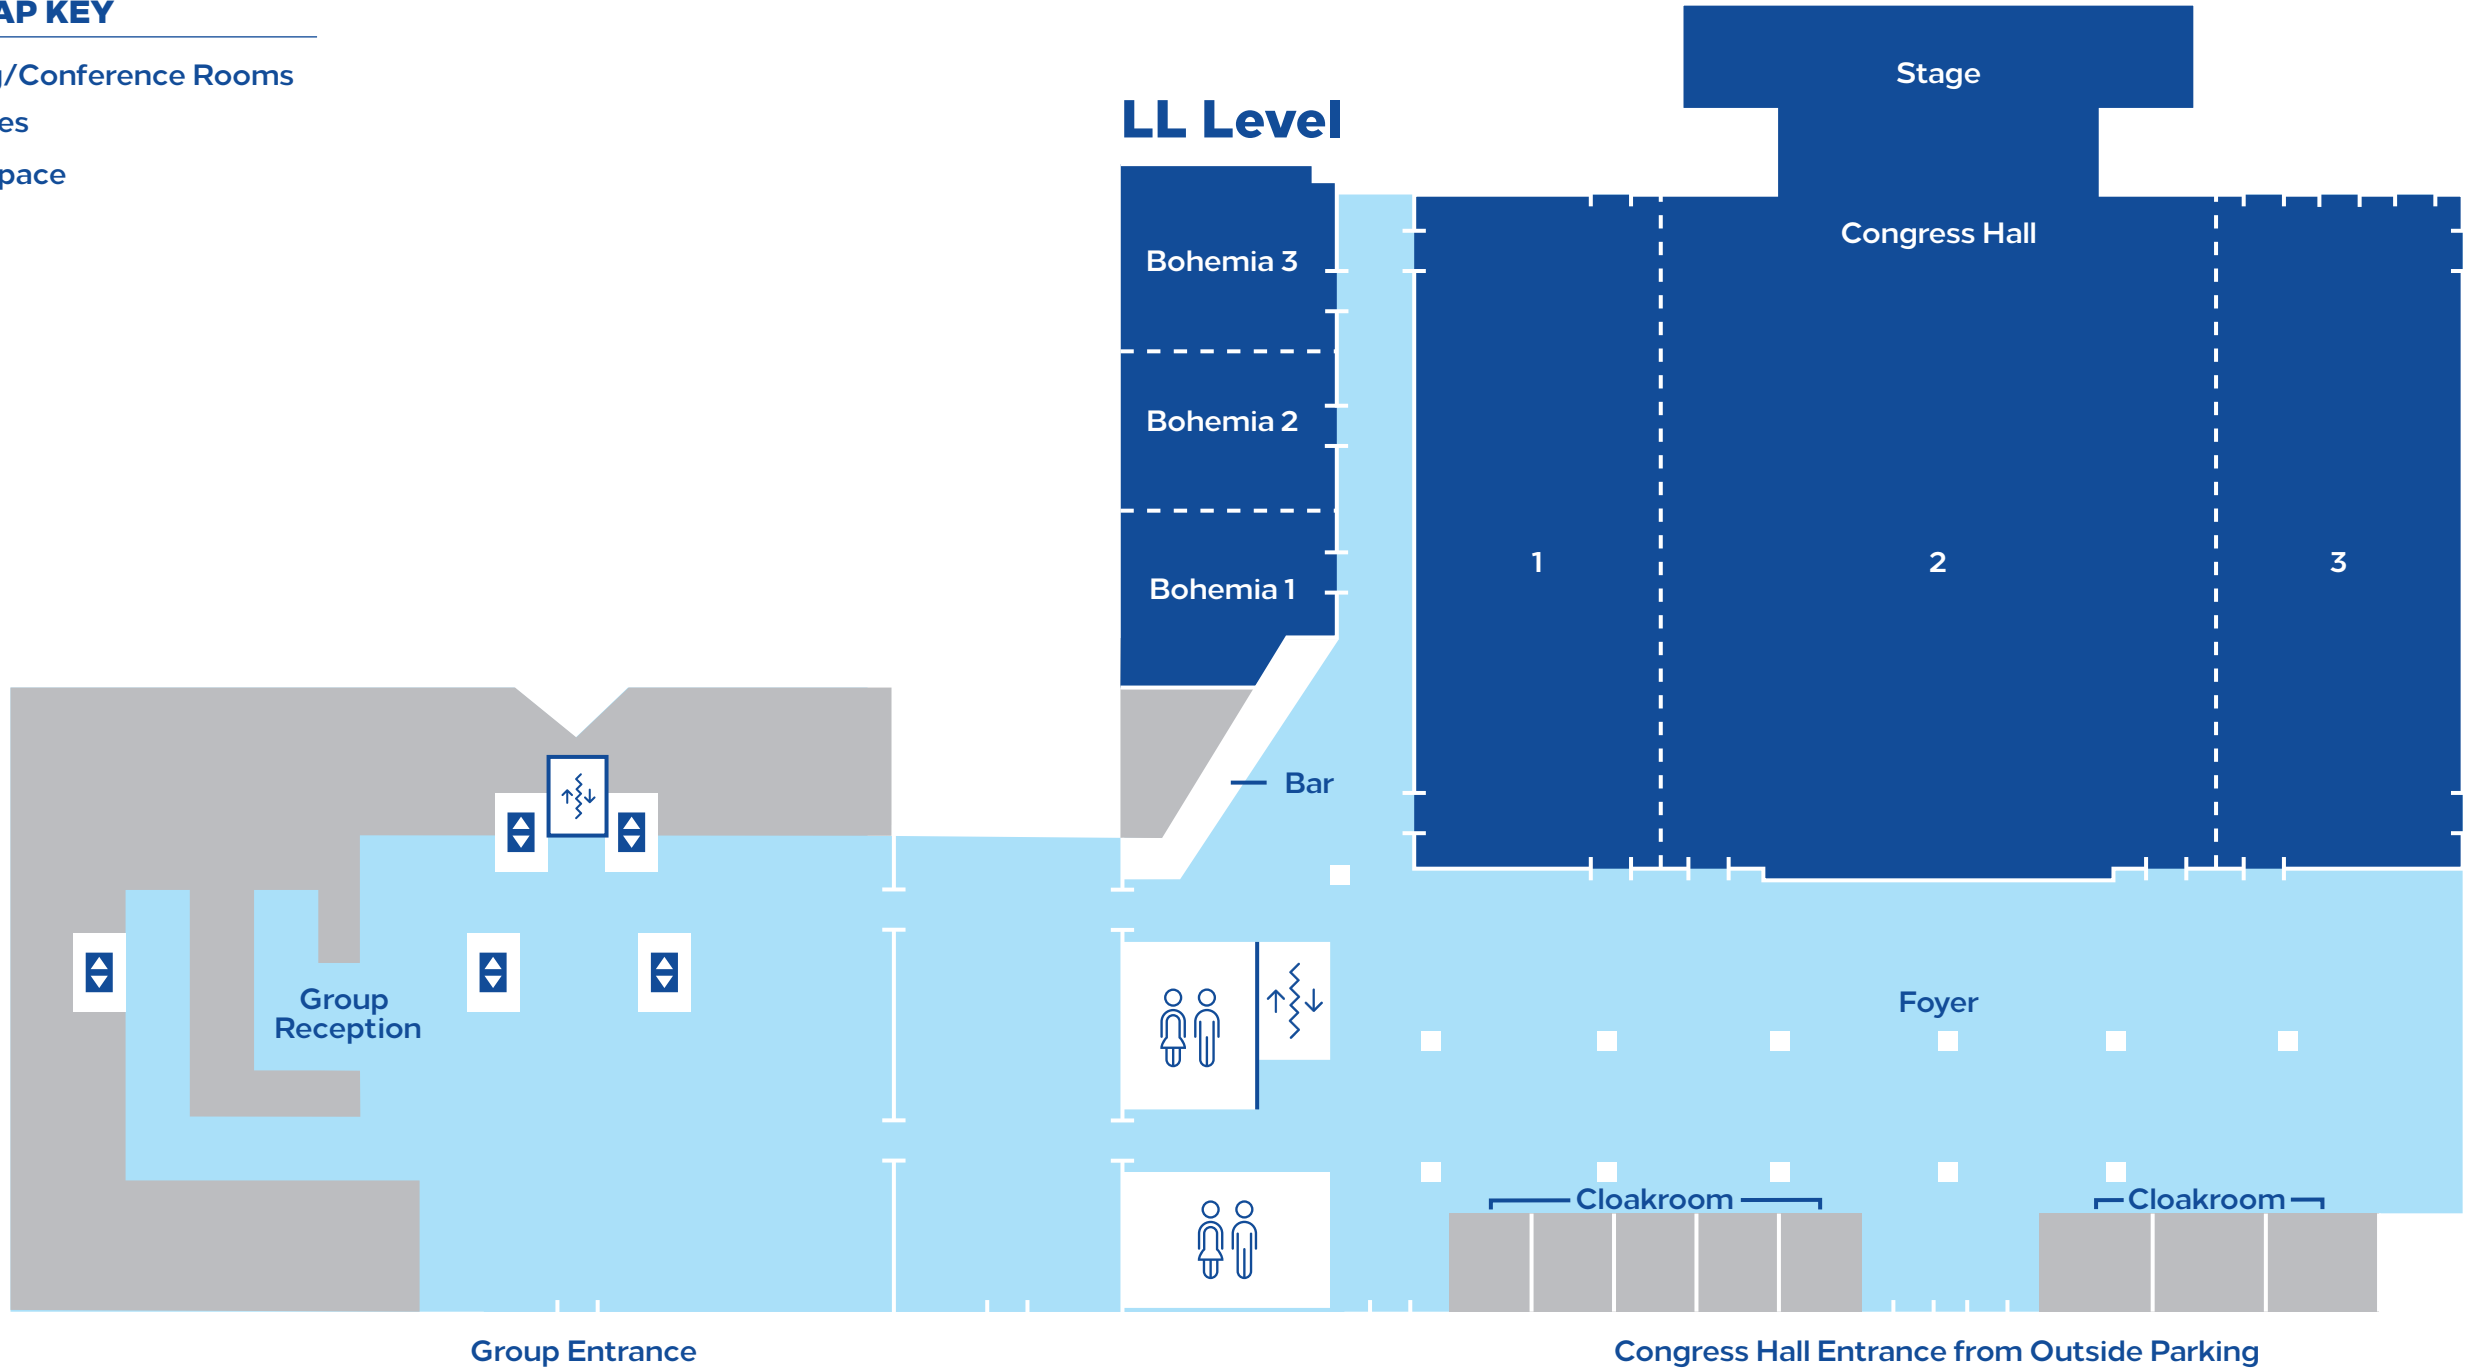 AP KEY
g/Conference Rooms
es
pace
LL Level
Stage
Congress Hall
Bohemia 3
Bohemia 2
Bohemia 1
1
2
3
Bar
Group
Reception
Foyer
Cloakroom
Cloakroom
Group Entrance
Congress Hall Entrance from Outside Parking